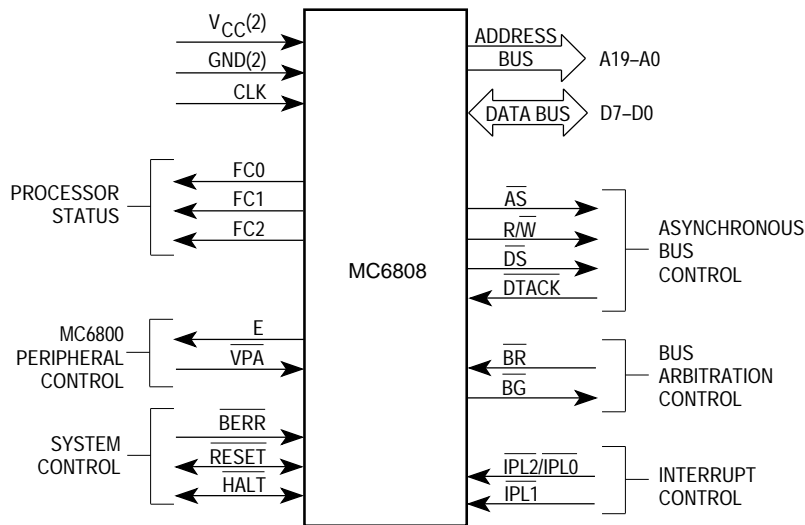 VCC(2)
GND(2)
CLK
ADDRESS
BUS
A19–A0
DATA BUS
D7–D0
PROCESSOR
STATUS
FC0
FC1
FC2
MC6808
AS
R/W
DS
DTACK
ASYNCHRONOUS
BUS
CONTROL
MC6800
PERIPHERAL
CONTROL
E
VPA
BR
BG
BUS
ARBITRATION
CONTROL
SYSTEM
CONTROL
BERR
RESET
HALT
IPL2/IPL0
IPL1
INTERRUPT
CONTROL